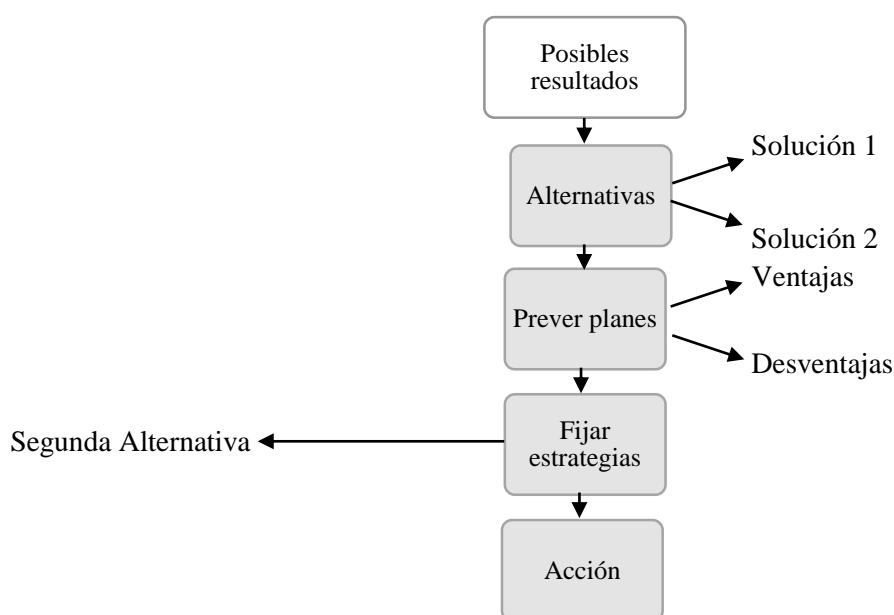 Posibles
resultados
Solución 1
Alternativas
Solución 2
Ventajas
Prever planes
Desventajas
Segunda Alternativa
Fijar
estrategias
Acción